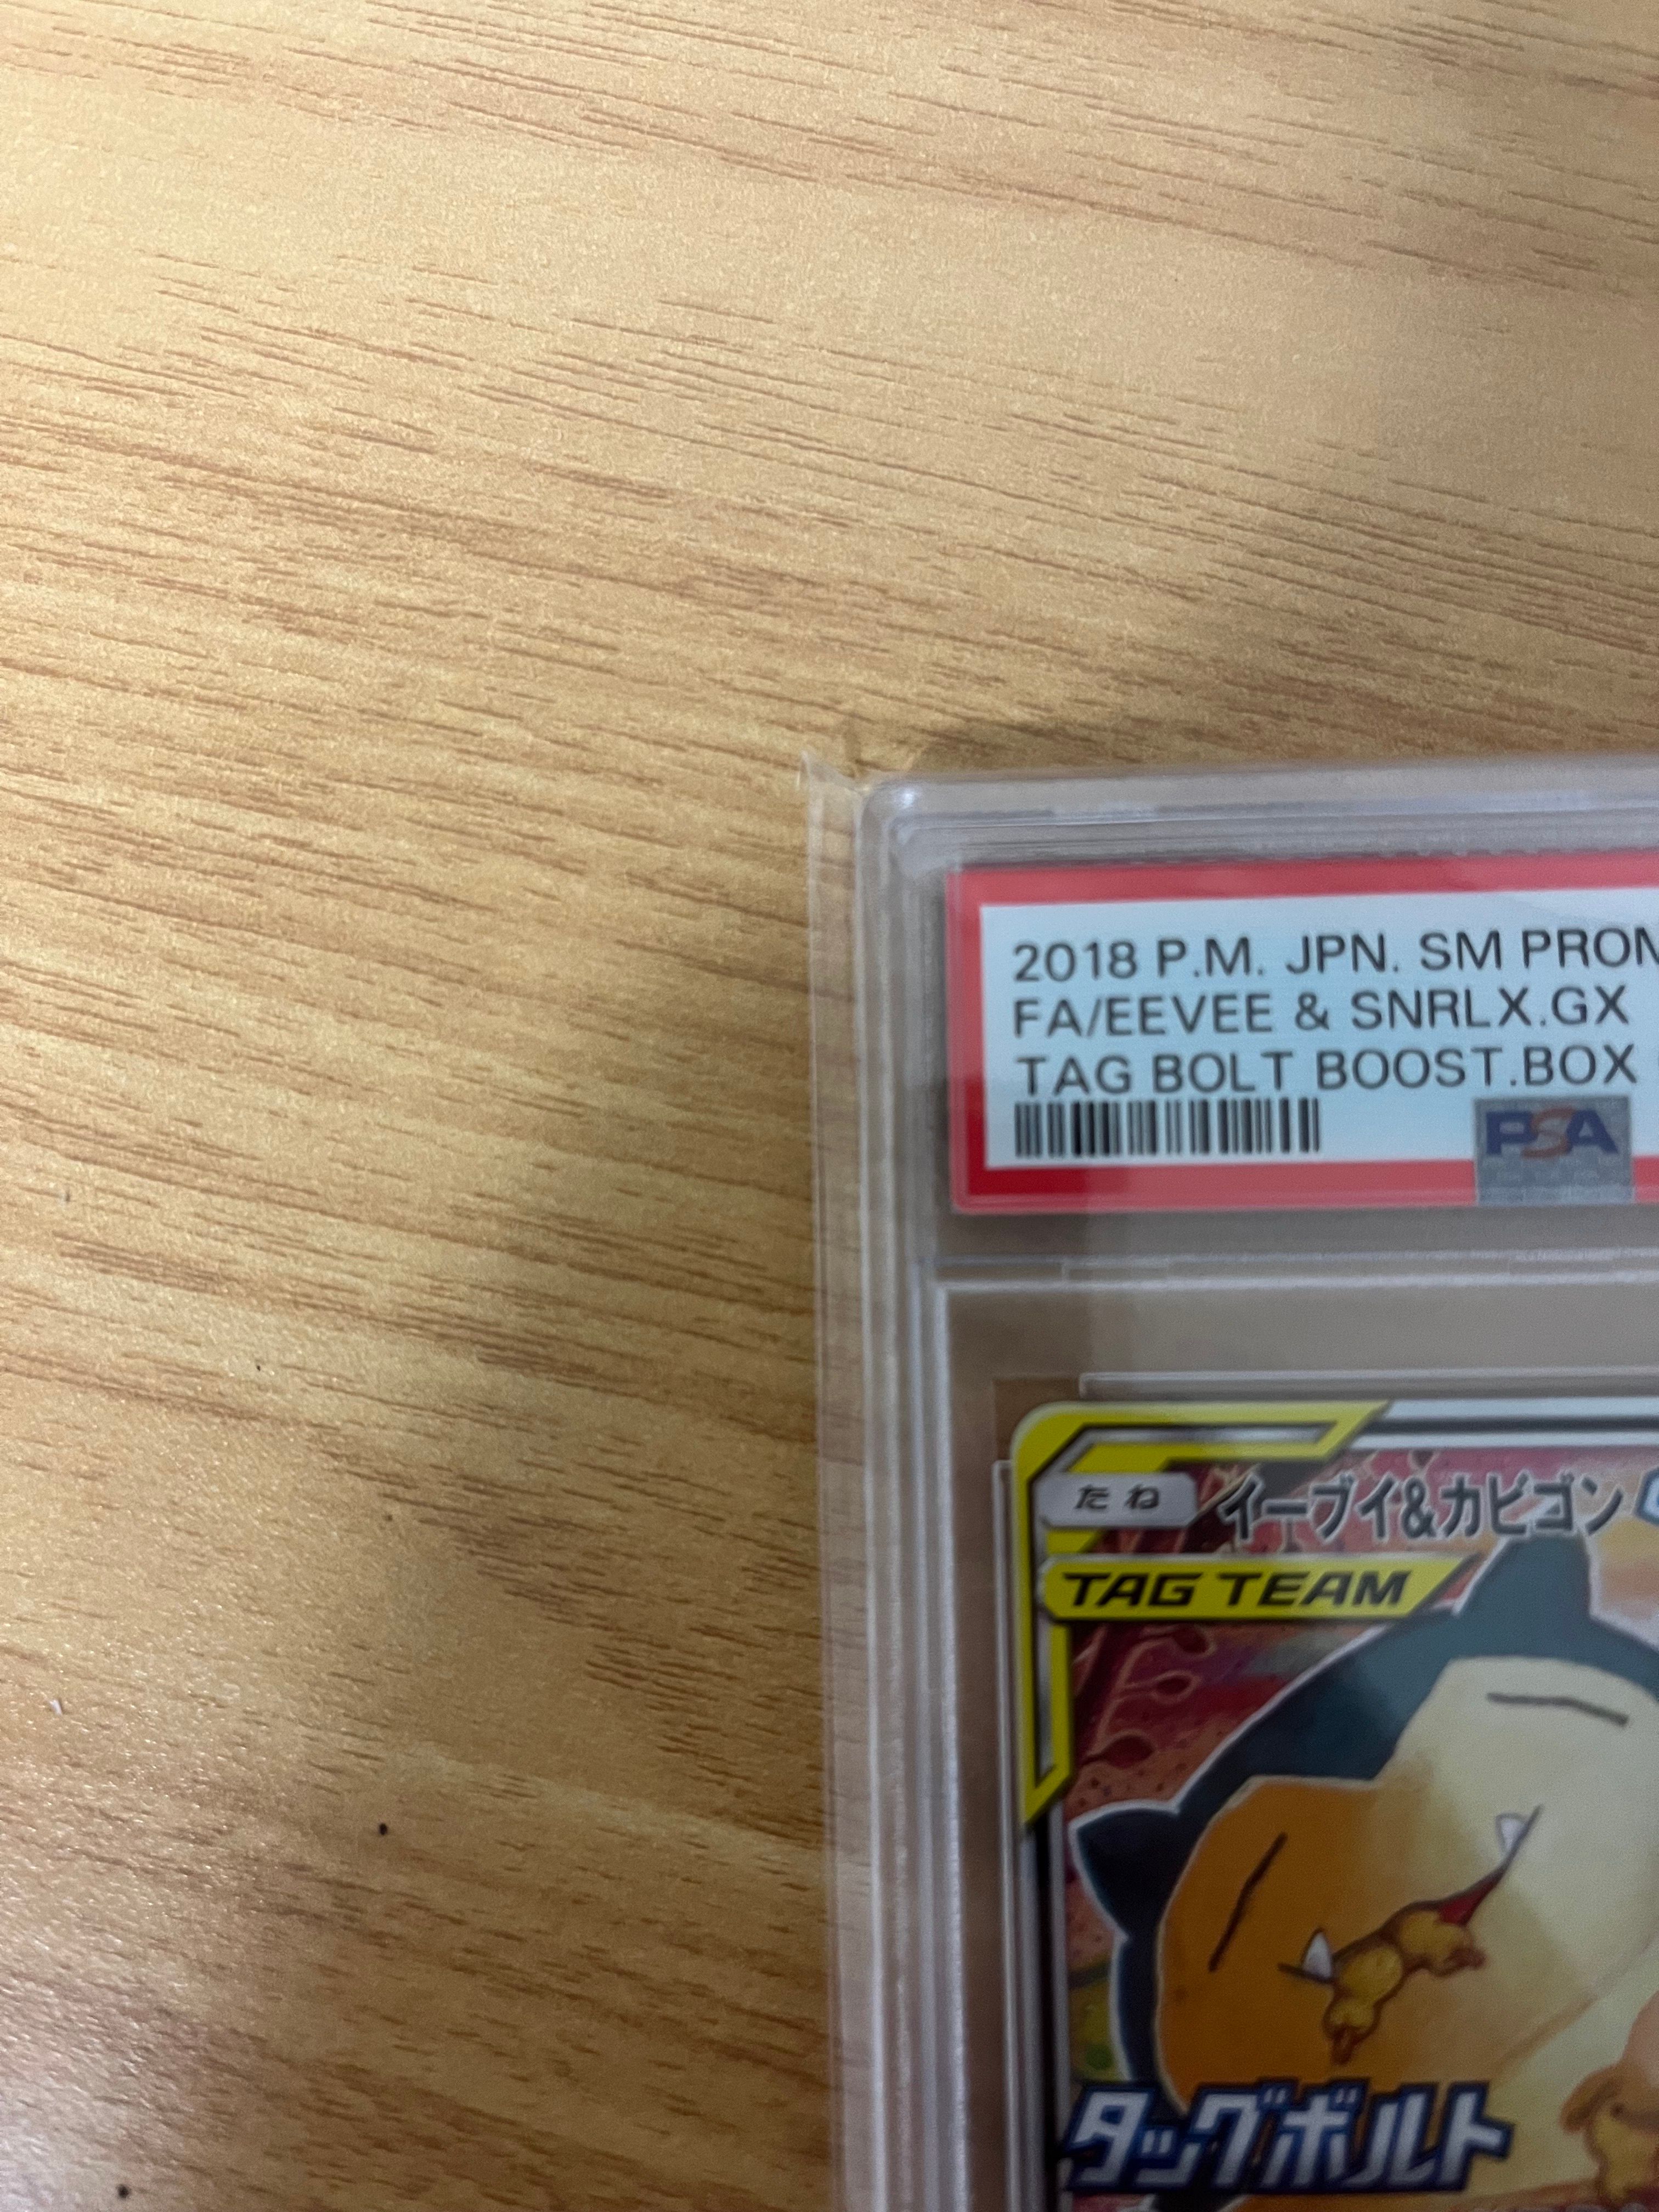 2018 P.M. JPN. SM PROM
FA/EEVEE & SNRLX.GX
TAG BOLT BOOST.BOX
PSA
たね イーブイ&カビゴン
TAG TEAM
タッグボルト